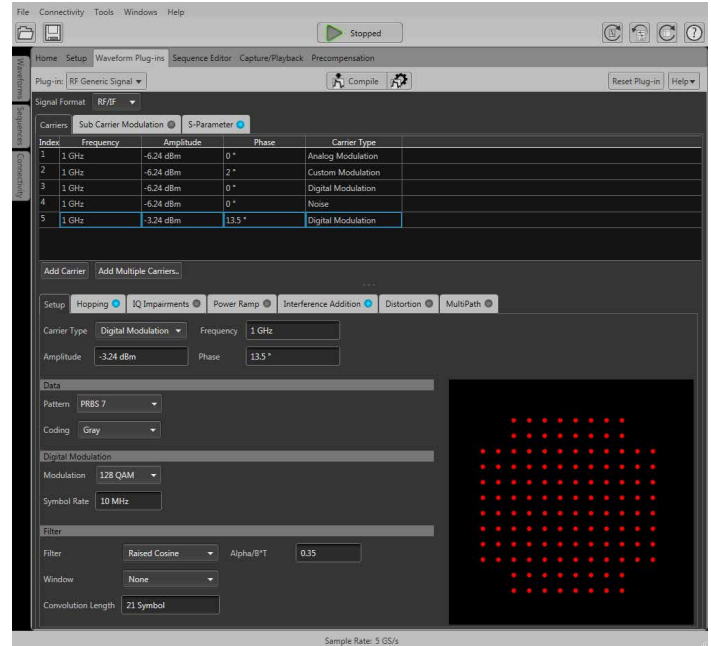 File Connectivity Tools Windows Help
Stopped
Home Setup Waveform Plug-ins Sequence Editor Capture/Playback Precompensation
Waveforms
Sequences
Connectivity
Plug-in: RF Generic Signal Compile Reset Plug-in Help
Signal Format RF/IF
Carriers Sub Carrier Modulation S-Parameter
Index Frequency Amplitude Phase Carrier Type
1 1 GHz -6.24 dBm 0 ° Analog Modulation
2 1 GHz -6.24 dBm 2 ° Custom Modulation
3 1 GHz -6.24 dBm 0 ° Digital Modulation
4 1 GHz -6.24 dBm 0 ° Noise
5 1 GHz -3.24 dBm 13.5 ° Digital Modulation
Add Carrier Add Multiple Carriers..
Setup Hopping IQ Impairments Power Ramp Interference Addition Distortion MultiPath
Carrier Type Digital Modulation Frequency 1 GHz
Amplitude -3.24 dBm Phase 13.5 °
Data
Pattern PRBS 7
Coding Gray
Digital Modulation
Modulation 128 QAM
Symbol Rate 10 MHz
Filter
Filter Raised Cosine Alpha/B*T 0.35
Window None
Convolution Length 21 Symbol
Sample Rate: 5 GS/s